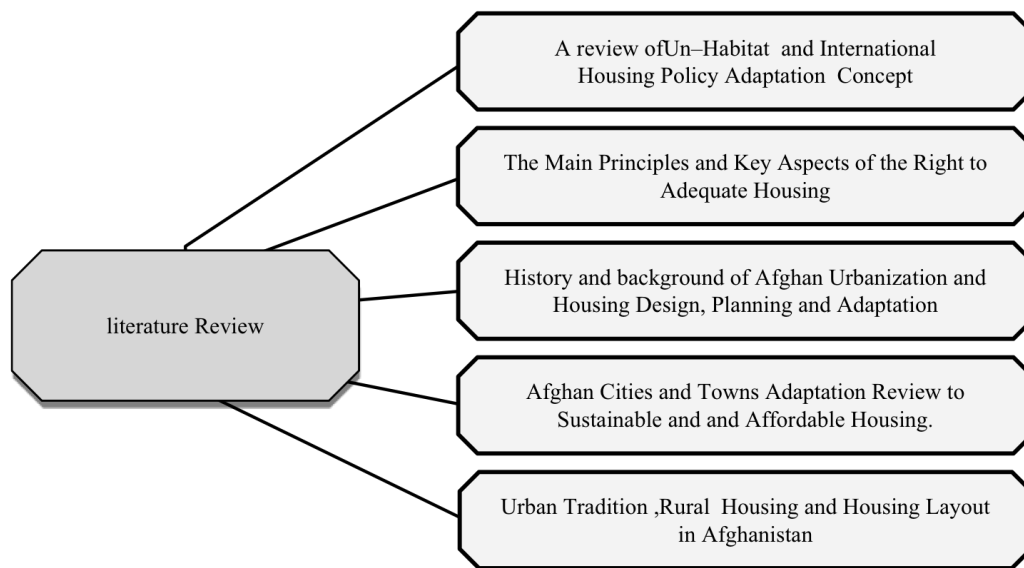 A review ofUn–Habitat and International
Housing Policy Adaptation Concept
The Main Principles and Key Aspects of the Right to
Adequate Housing
History and background of Afghan Urbanization and
Housing Design, Planning and Adaptation
literature Review
Afghan Cities and Towns Adaptation Review to
Sustainable and and Affordable Housing.
Urban Tradition ,Rural Housing and Housing Layout
in Afghanistan